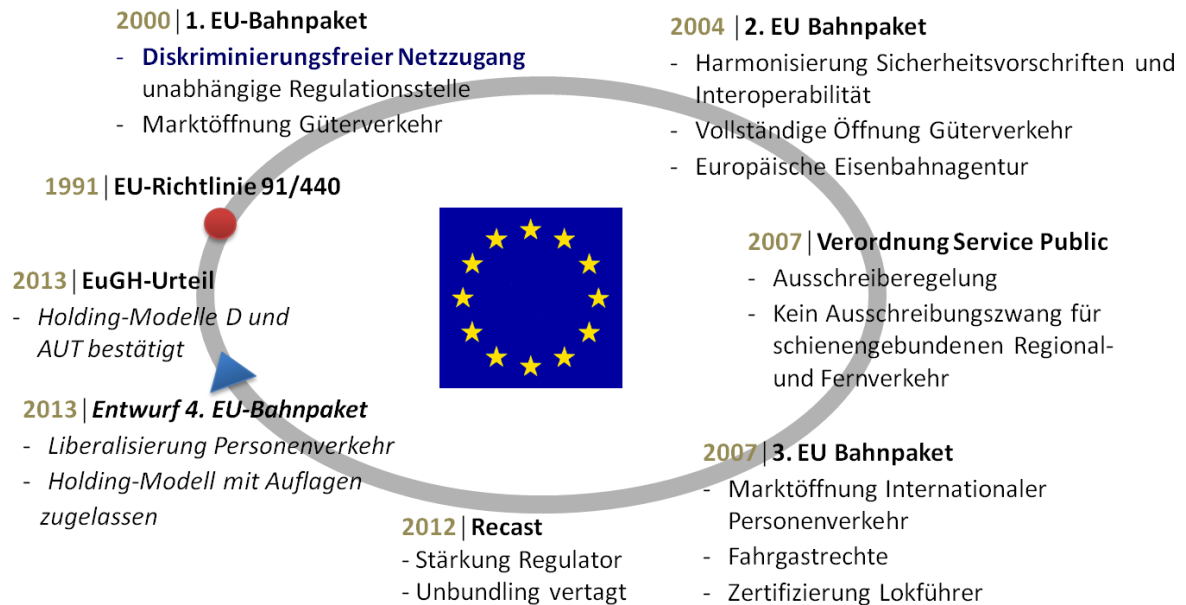 2000 | 1. EU-Bahnpaket
- Diskriminierungsfreier Netzzugang
unabhängige Regulationsstelle
- Marktöffnung Güterverkehr
2004 | 2. EU Bahnpaket
- Harmonisierung Sicherheitsvorschriften und
Interoperabilität
- Vollständige Öffnung Güterverkehr
- Europäische Eisenbahnagentur
1991 | EU-Richtlinie 91/440
2007 | Verordnung Service Public
- Ausschreiberegelung
- Kein Ausschreibungszwang für
schienengebundenen Regional-
und Fernverkehr
2013 | EuGH-Urteil
- Holding-Modelle D und
AUT bestätigt
2013 | Entwurf 4. EU-Bahnpaket
- Liberalisierung Personenverkehr
- Holding-Modell mit Auflagen
zugelassen
2007 | 3. EU Bahnpaket
- Marktöffnung Internationaler
Personenverkehr
- Fahrgastrechte
- Zertifizierung Lokführer
2012 | Recast
- Stärkung Regulator
- Unbundling vertagt